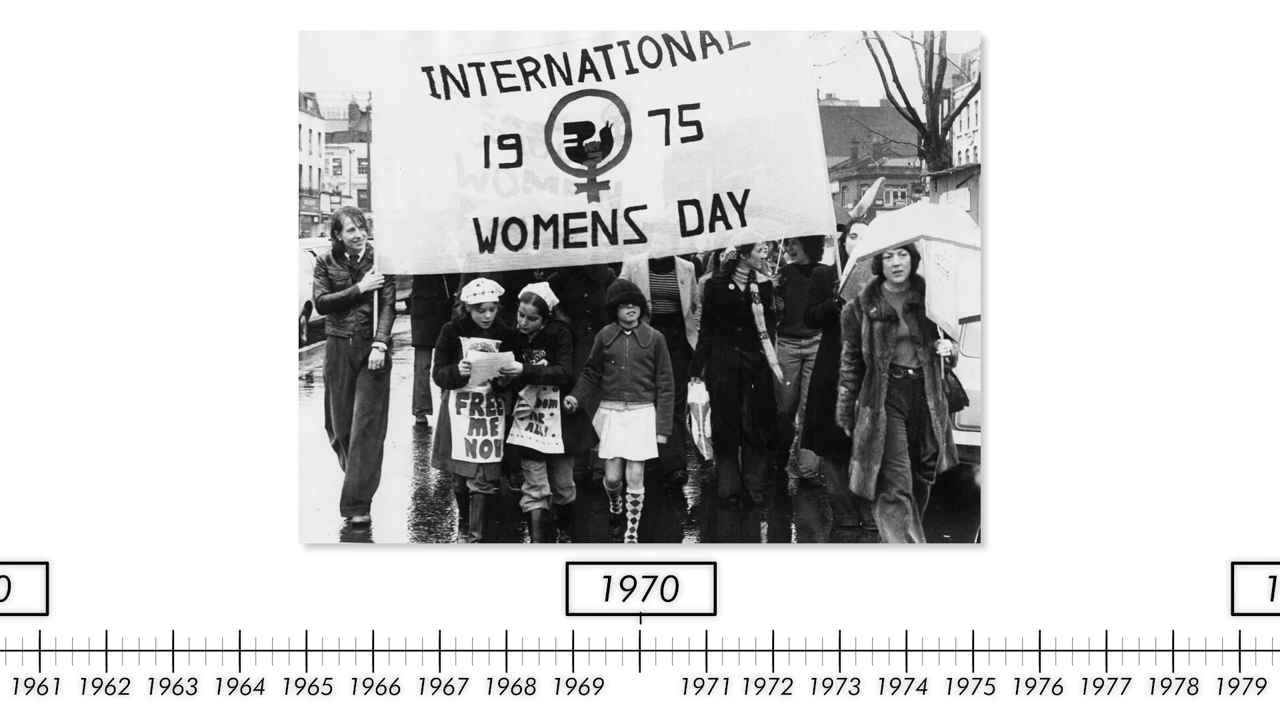 INTERNATIONAL
19 75
WOMENS DAY
FREE
ME
NOW
ALL!
1970
1961 1962 1963 1964 1965 1966 1967 1968 1969 1971 1972 1973 1974 1975 1976 1977 1978 1979